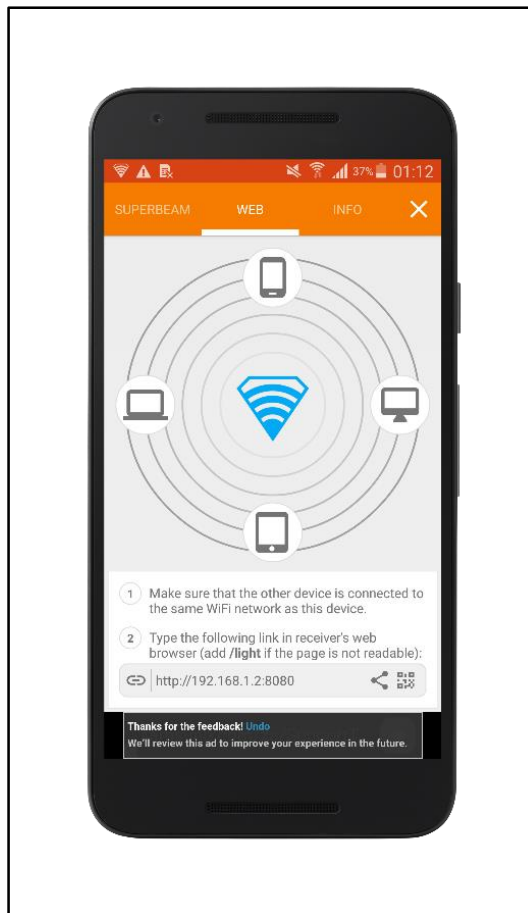 37% 01:12
SUPERBEAM WEB INFO
1 Make sure that the other device is connected to
the same WiFi network as this device.
2 Type the following link in receiver's web
browser (add /light if the page is not readable):
http://192.168.1.2:8080
Thanks for the feedback! Undo
We'll review this ad to improve your experience in the future.